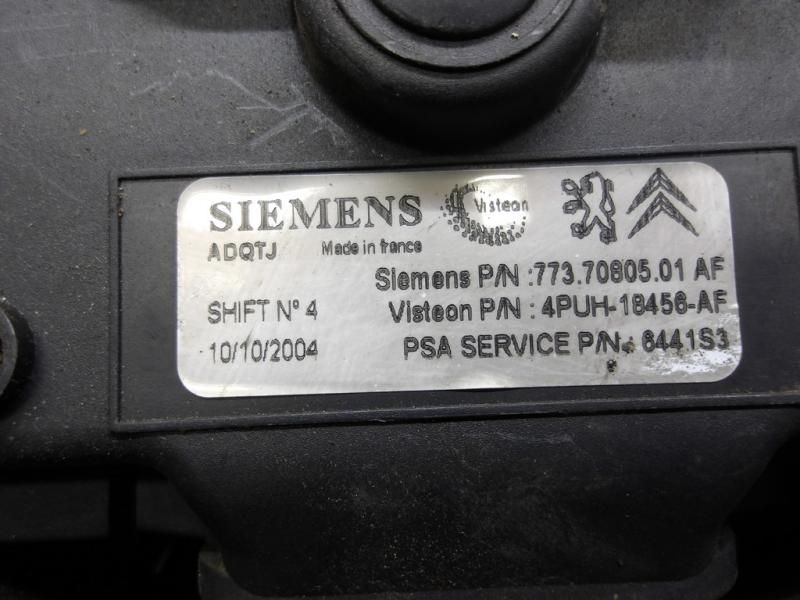 SIEMENS Visteon
ADQTJ Made in france
Siemens P/N :773.70805.01 AF
SHIFT N° 4 Visteon P/N : 4PUH-18456-AF
10/10/2004 PSA SERVICE P/N.: 6441S3